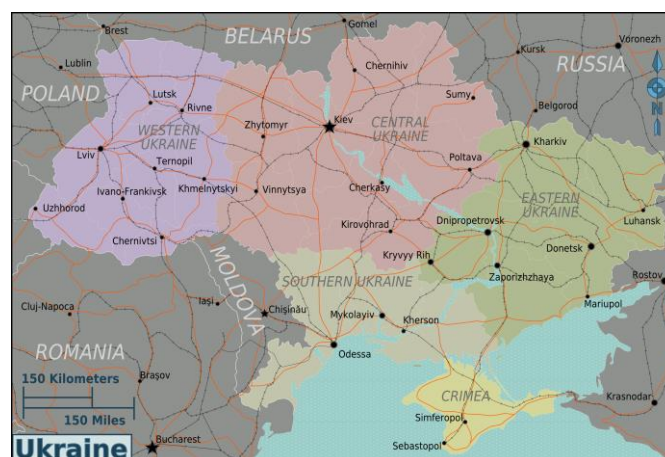 Gomel
Brest
BELARUS
Voronezh
Kursk
Lublin
Chernihiv
RUSSIA
POLAND
Sumy
Lutsk
Rivne
Belgorod
Kiev
CENTRAL
UKRAINE
WESTERN
UKRAINE
Zhytomyr
Kharkiv
Lviv
Ternopil
Poltava
Khmelnytskyi
Ivano-Frankivsk
Vinnytsya
Cherkasy
EASTERN
UKRAINE
Uzhhorod
Luhansk
Kirovohrad
Dnipropetrovsk
Chernivtsi
Donetsk
Kryvyy Rih
MOLDOVA
SOUTHERN UKRAINE
Zaporizhzhaya
Rostov
Cluj-Napoca
Iaşi
Chişinău
Mykolayiv
Kherson
Mariupol
ROMANIA
Odessa
150 Kilometers
Braşov
150 Miles
CRIMEA
Krasnodar
Simferopol
Bucharest
Sebastopol
Ukraine